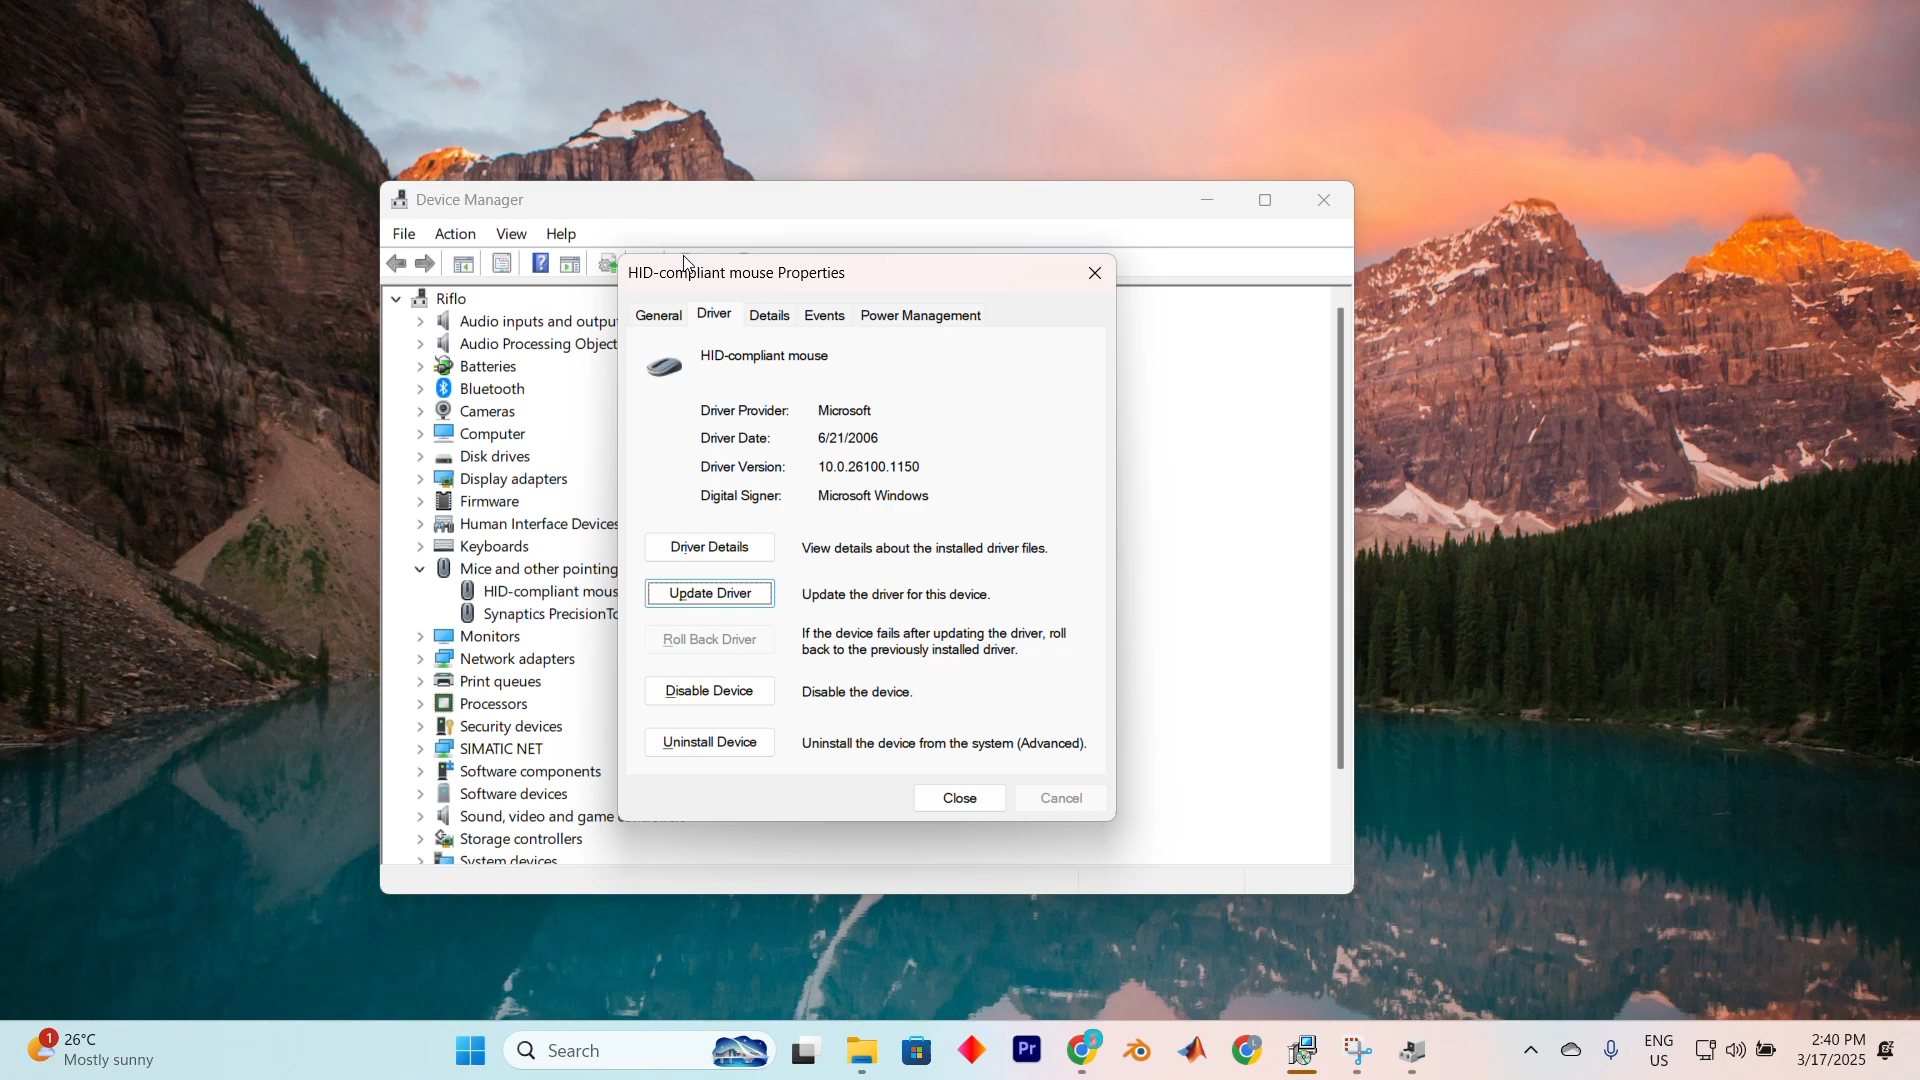 Device Manager
File Action View Help
HID-compliant mouse Properties
Riflo
Audio inputs and
Audio Processing
Batteries
Bluetooth
Cameras
Computer
Disk drives
Display adapters
Firmware
Human Interface Devices
Keyboards
Mice and other pointing
HID-compliant
Synaptics
Monitors
Network adapters
Print queues
Processors
Security devices
SIMATIC NET
Software components
Software devices
Sound, video and game
Storage controllers
System devices
General Driver Details Events Power Management
HID-compliant mouse
Driver Provider: Microsoft
Driver Date: 6/21/2006
Driver Version: 10.0.26100.1150
Digital Signer: Microsoft Windows
Driver Details View details about the installed driver files.
Update Driver Update the driver for this device.
Roll Back Driver If the device fails after updating the driver, roll
back to the previously installed driver.
Disable Device Disable the device.
Uninstall Device Uninstall the device from the system (Advanced).
Close Cancel
1 26°C
Mostly sunny
Search
Pr
ENG
US
2:40 PM
3/17/2025